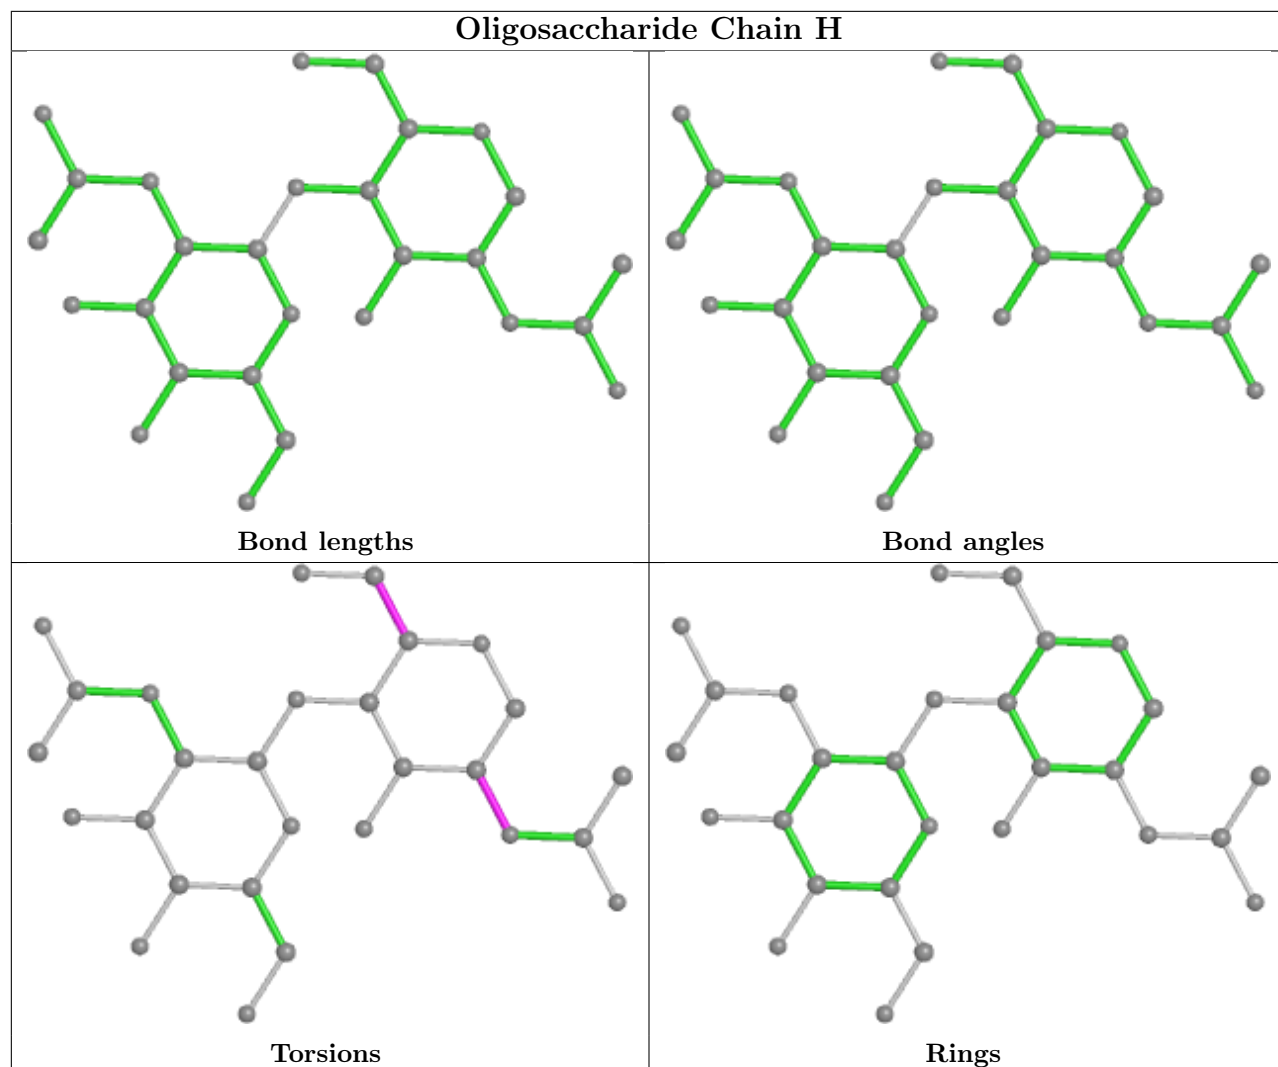 Oligosaccharide Chain H
Bond lengths
Bond angles
Torsions
Rings